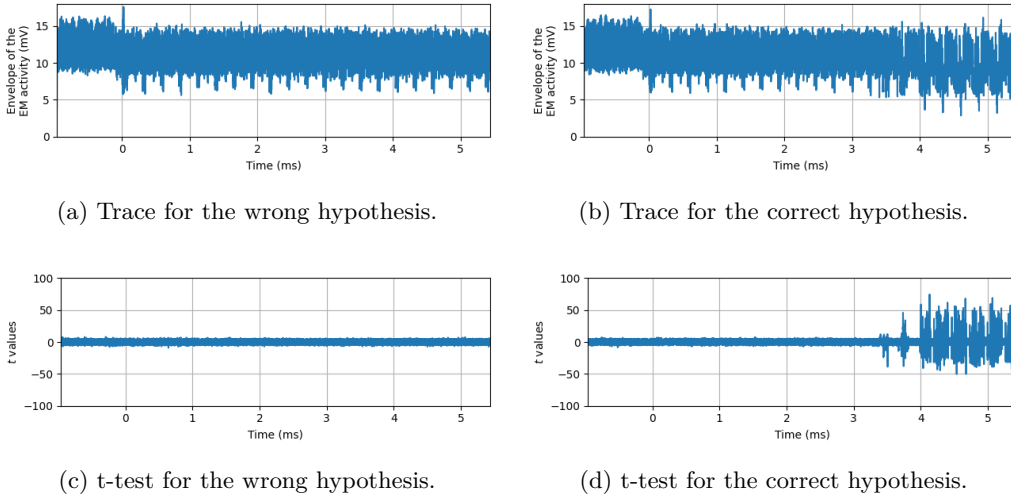 Envelope of the
EM activity (mV)
15
10
5
0
0 1 2 3 4 5
Time (ms)
(a) Trace for the wrong hypothesis.
Envelope of the
EM activity (mV)
15
10
5
0
0 1 2 3 4 5
Time (ms)
(b) Trace for the correct hypothesis.
t values
100
50
0
−50
−100
0 1 2 3 4 5
Time (ms)
(c) t-test for the wrong hypothesis.
t values
100
50
0
−50
−100
0 1 2 3 4 5
Time (ms)
(d) t-test for the correct hypothesis.